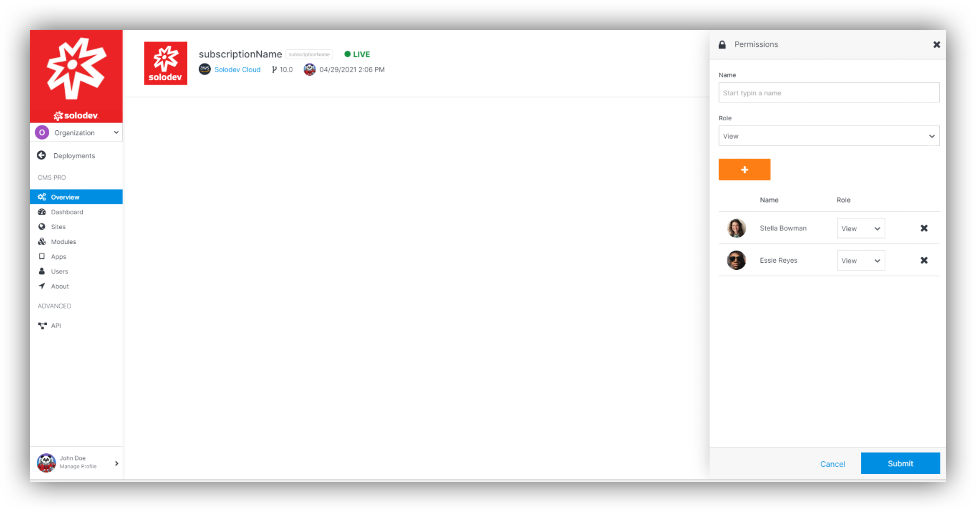 solodev
Organization
Deployments
CMS PRO
Overview
Dashboard
Sites
Modules
Apps
Users
About
ADVANCED
API
John Doe
Manage Profile
solodev
subscriptionName subscriptionName LIVE
aws Solodev Cloud 10.0 04/29/2021 2:06 PM
Permissions
Name
Start typin a name
Role
View
+
Name Role
Stella Bowman View
Essie Reyes View
Cancel Submit